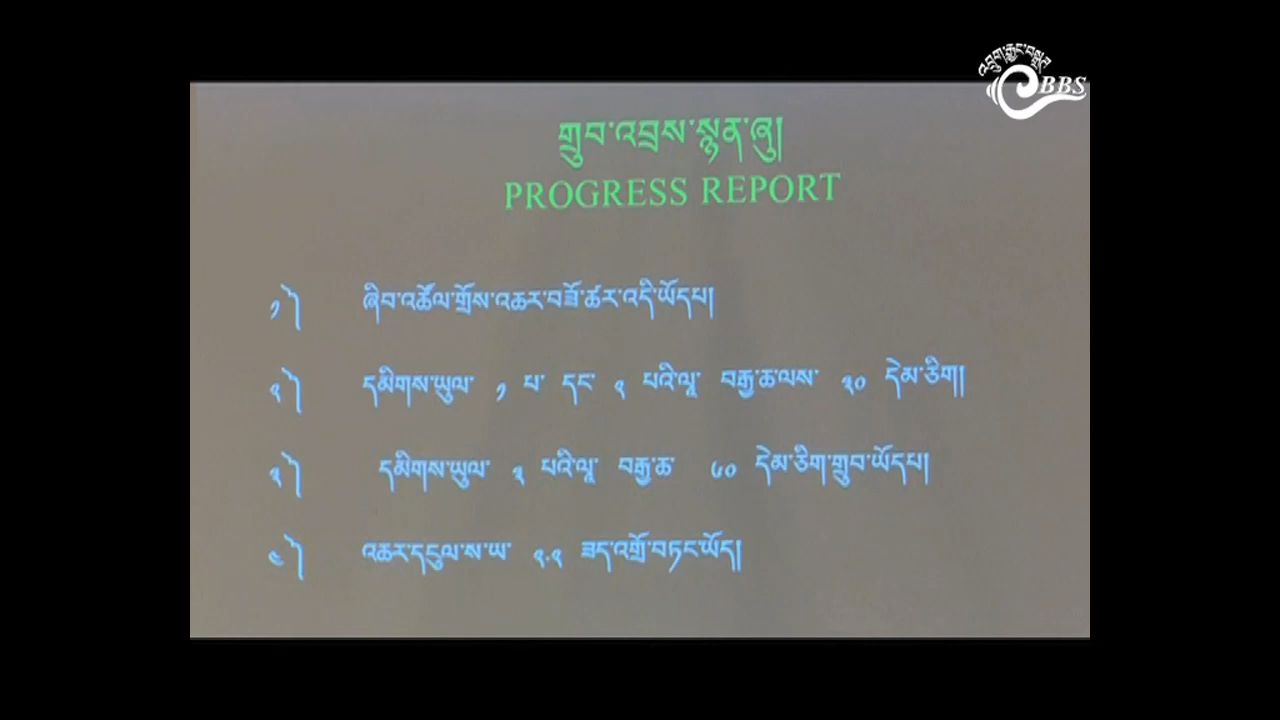 འབྲུག་རྒྱང་བསྒྲགས
BBS
གྲུབ་འབྲས་སྙན་ཞུ།
PROGRESS REPORT
༡༽ ཞིབ་འཚོལ་གྲོས་འཆར་བཟོ་ཚར་འདི་ཡོདཔ།
༢༽ དམིགས་ཡུལ་ ༡ པ་ དང་ ༢ པའི་ལཱ་ བརྒྱ་ཆ་ལས་ ༣༠ དེམ་ཅིག།
༣༽ དམིགས་ཡུལ་ ༣ པའི་ལཱ་ བརྒྱ་ཆ་ ༦༠ དེམ་ཅིག་གྲུབ་ཡོདཔ།
༤༽ འཆར་དངུལ་ས་ཡ་ ༢.༢ ཟད་འགྲོ་བཏང་ཡོད།